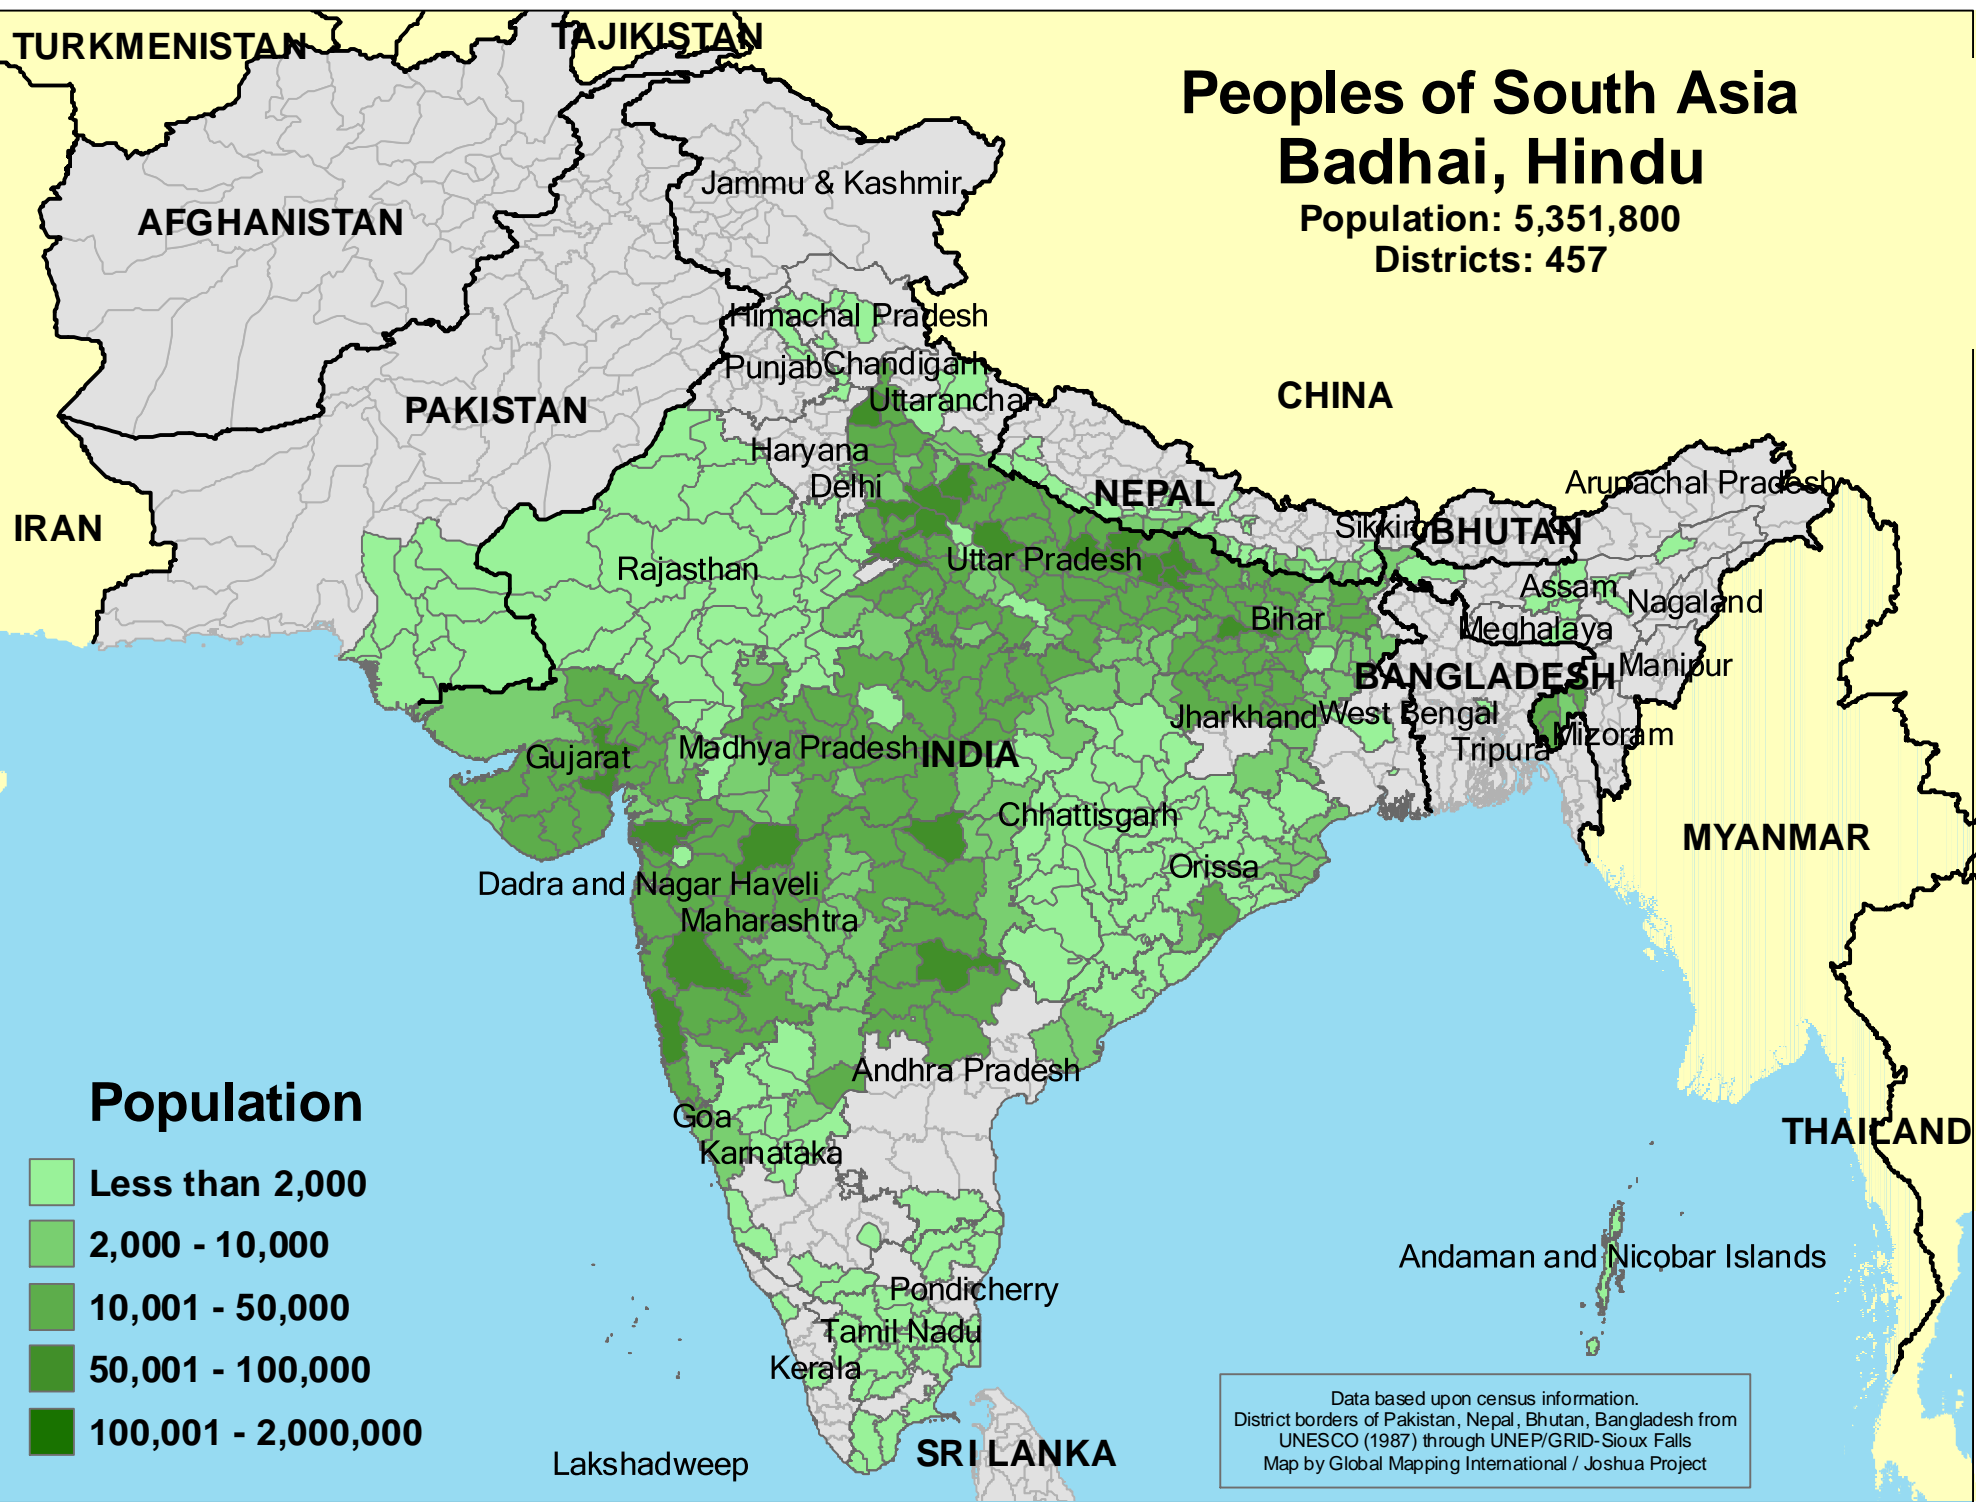 TURKMENISTAN
TAJIKISTAN
Peoples of South Asia
Badhai, Hindu
Population: 5,351,800
Districts: 457
Jammu & Kashmir
AFGHANISTAN
Himachal Pradesh
Punjab
Chandigarh
CHINA
Uttaranchal
PAKISTAN
Haryana
Delhi
NEPAL
Arunachal Pradesh
IRAN
Sikkim
BHUTAN
Rajasthan
Uttar Pradesh
Assam
Nagaland
Bihar
Meghalaya
BANGLADESH
Manipur
Jharkhand
West Bengal
Gujarat
Madhya Pradesh
INDIA
Tripura
Mizoram
Chhattisgarh
MYANMAR
Orissa
Dadra and Nagar Haveli
Maharashtra
Andhra Pradesh
Goa
THAILAND
Karnataka
Andaman and Nicobar Islands
Pondicherry
Tamil Nadu
Kerala
SRI LANKA
Lakshadweep
Population
Less than 2,000
2,000 - 10,000
10,001 - 50,000
50,001 - 100,000
100,001 - 2,000,000
Data based upon census information.
District borders of Pakistan, Nepal, Bhutan, Bangladesh from
UNESCO (1987) through UNEP/GRID-Sioux Falls
Map by Global Mapping International / Joshua Project